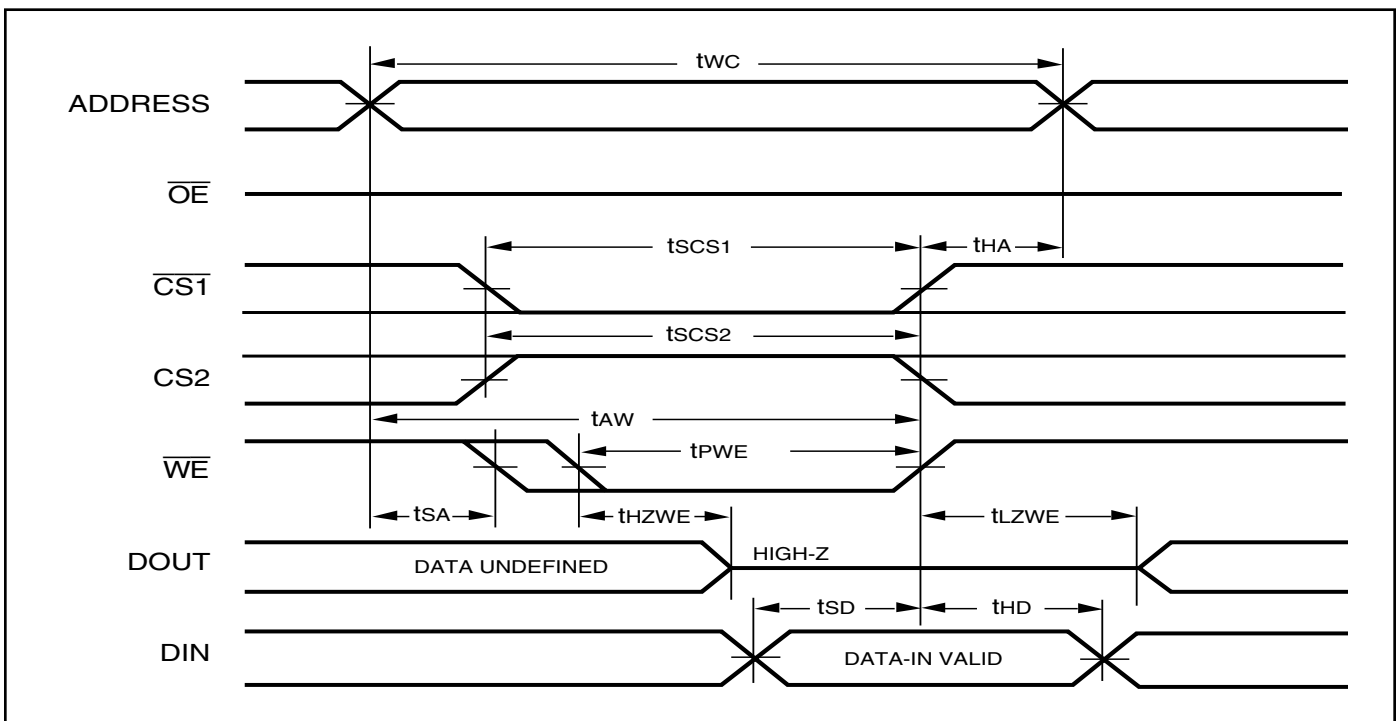 tWC
ADDRESS
OE
tSCS1
tHA
CS1
tSCS2
CS2
tAW
WE
tPWE
tSA
tHZWE
tLZWE
DOUT
DATA UNDEFINED
HIGH-Z
tSD
tHD
DIN
DATA-IN VALID